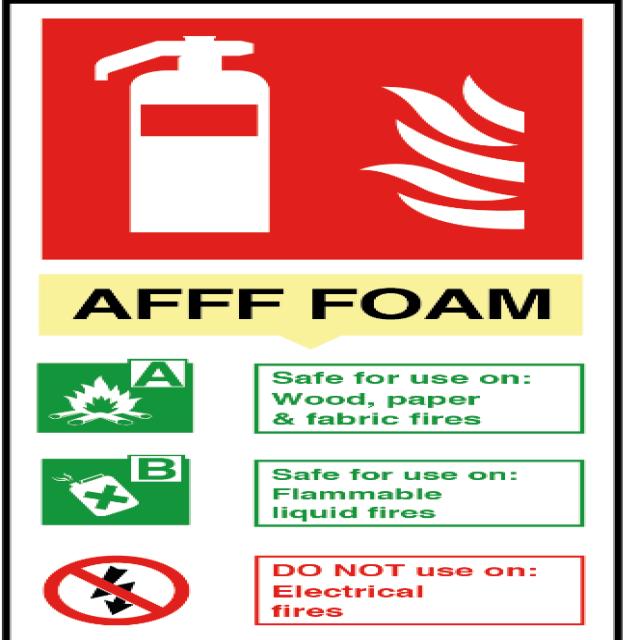 AFFF FOAM
A
Safe for use on:
Wood, paper
& fabric fires
B
Safe for use on:
Flammable
liquid fires
DO NOT use on:
Electrical
fires